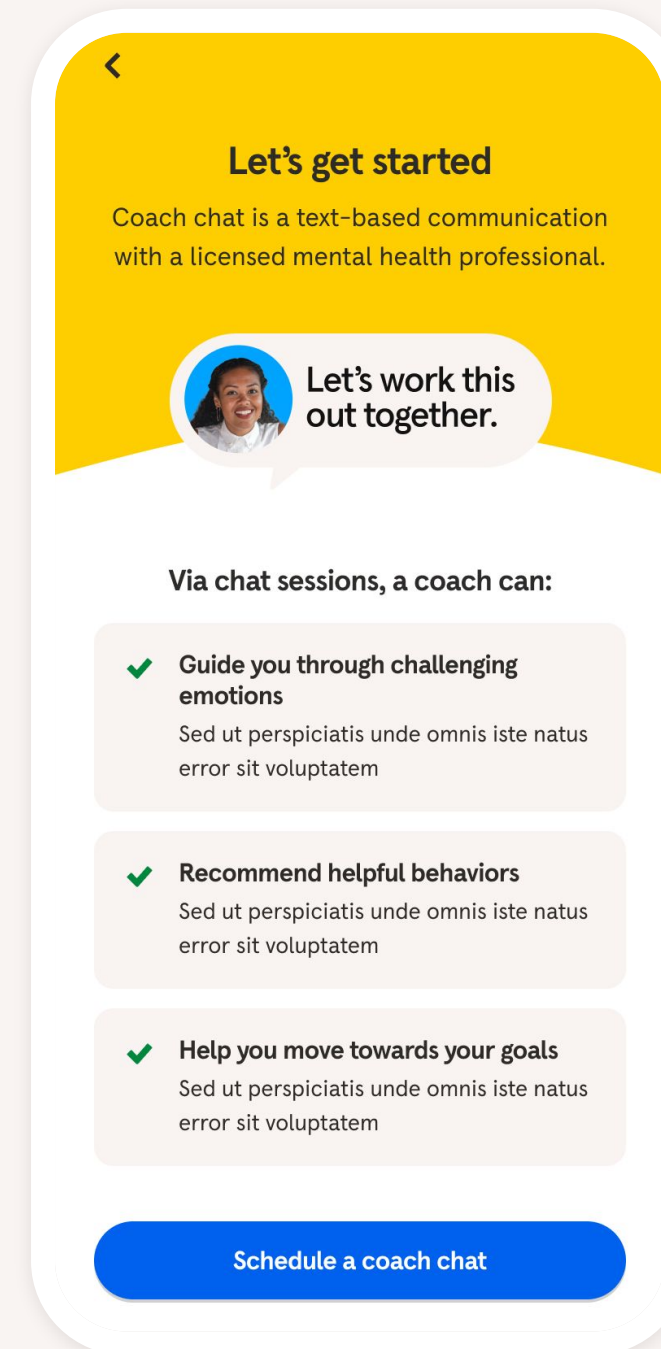 Let’s get started
Coach chat is a text-based communication
with a licensed mental health professional.
Let’s work this
out together.
Via chat sessions, a coach can:
Guide you through challenging
emotions
Sed ut perspiciatis unde omnis iste natus
error sit voluptatem
Recommend helpful behaviors
Sed ut perspiciatis unde omnis iste natus
error sit voluptatem
Help you move towards your goals
Sed ut perspiciatis unde omnis iste natus
error sit voluptatem
Schedule a coach chat